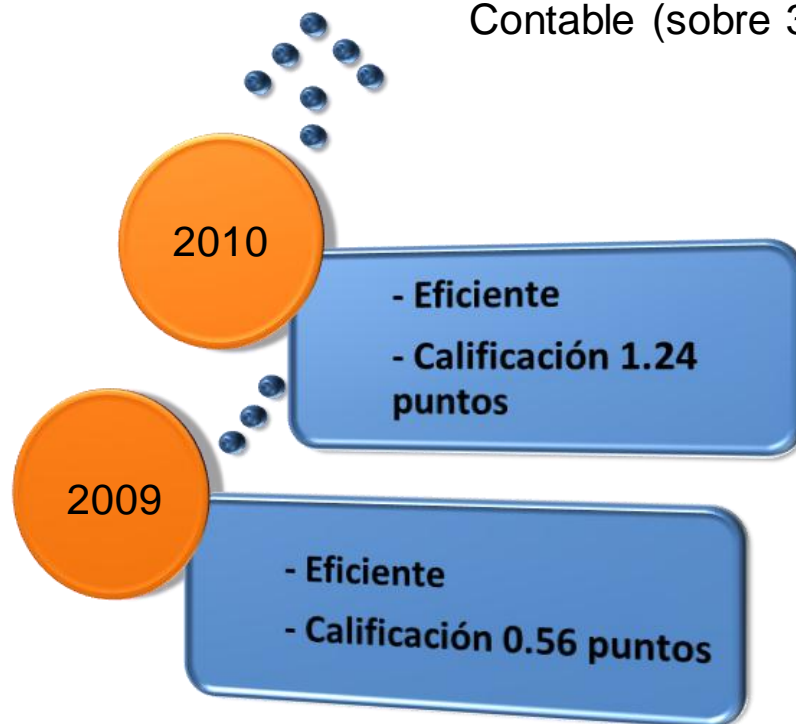 Contable (sobre 3
2010
- Eficiente
- Calificación 1.24
puntos
2009
- Eficiente
- Calificación 0.56 puntos